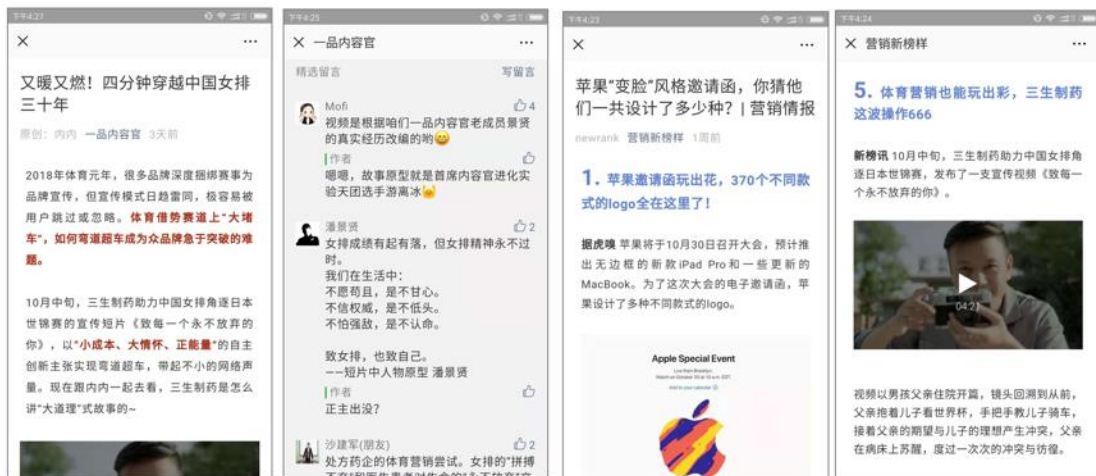 下午4:27
又暖又燃！四分钟穿越中国女排
三十年
原创：内内 一品内容官 3天前
2018年体育元年，很多品牌深度捆绑赛事为
品牌宣传，但宣传模式日趋雷同，极容易被
用户跳过或忽略。体育借势赛道上“大堵
车”，如何弯道超车成为众品牌急于突破的难
题。
10月中旬，三生制药助力中国女排角逐日本
世锦赛的宣传短片《致每一个永不放弃的
你》，以“小成本、大情怀、正能量”的自主
创新主张实现弯道超车，带起不小的网络声
量。现在跟内内一起去看，三生制药是怎么
讲“大道理”式故事的~
下午4:25
一品内容官
精选留言 写留言
Mofi 4
视频是根据咱们一品内容官老成员景贤
的真实经历改编的哟
作者
嗯嗯，故事原型就是首席内容官进化实
验天团选手游离冰
潘景贤 2
女排成绩有起有落，但女排精神永不过
时。
我们在生活中：
不愿苟且，是不甘心。
不信权威，是不低头。
不怕强敌，是不认命。
致女排，也致自己。
——短片中人物原型 潘景贤
作者
正主出没？
沙建军(朋友) 2
处方药企的体育营销尝试。女排的“拼搏
下午4:23
苹果“变脸”风格邀请函，你猜他
们一共设计了多少种？| 营销情报
newrank 营销新榜样 1周前
1. 苹果邀请函玩出花，370个不同款
式的logo全在这里了！
据虎嗅 苹果将于10月30日召开大会，预计推
出无边框的新款iPad Pro和一些更新的
MacBook。为了这次大会的电子邀请函，苹
果设计了多种不同款式的logo。
Apple Special Event
Live from Brooklyn.
Watch on October 30 at 10 a.m. EDT.
Add to your calendar
下午4:24
营销新榜样
5. 体育营销也能玩出彩，三生制药
这波操作666
新榜讯 10月中旬，三生制药助力中国女排角
逐日本世锦赛，发布了一支宣传视频《致每一
个永不放弃的你》。
04:21
视频以男孩父亲住院开篇，镜头回溯到从前，
父亲抱着儿子看世界杯，手把手教儿子骑车，
接着父亲的期望与儿子的理想产生冲突，父亲
在病床上苏醒，度过一次次的冲突与彷徨。